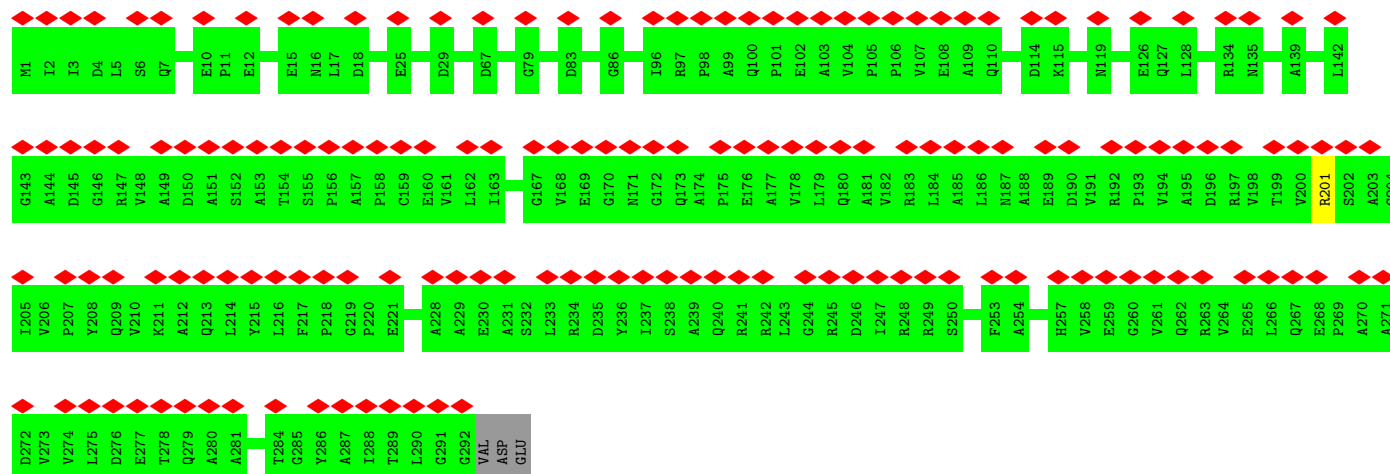 M1 I2 I3 D4 L5 S6 Q7 E10 P11 E12 E15 N16 L17 D18 E25 D29 D67 G79 D83 G86 I96 R97 P98 A99 Q100 P101 E102 A103 V104 P105 P106 V107 E108 A109 Q110 D114 K115 N119 E126 Q127 L128 R134 N135 A139 L142
G143 A144 D145 G146 R147 V148 A149 D150 A151 S152 A153 T154 S155 P156 A157 P158 C159 E160 V161 L162 I163 G167 V168 E169 G170 N171 G172 Q173 A174 P175 E176 A177 V178 L179 Q180 A181 V182 R183 L184 A185 L186 N187 A188 E189 D190 V191 R192 P193 V194 A195 D196 R197 V198 T199 V200 R201 S202 A203
I205 V206 P207 Y208 Q209 V210 K211 A212 Q213 L214 Y215 L216 F217 P218 G219 P220 E221 A228 A229 E230 A231 S232 L233 R234 D235 Y236 I237 S238 A239 Q240 R241 R242 L243 G244 R245 D246 I247 R248 R249 S250 F253 A254 H257 V258 E259 G260 V261 Q262 R263 V264 E265 L266 Q267 E268 P269 A270 A271
D272 V273 V274 L275 D276 E277 T278 Q279 A280 A281 T284 G285 Y286 A287 I288 T289 L290 G291 G292 VAL ASP GLU